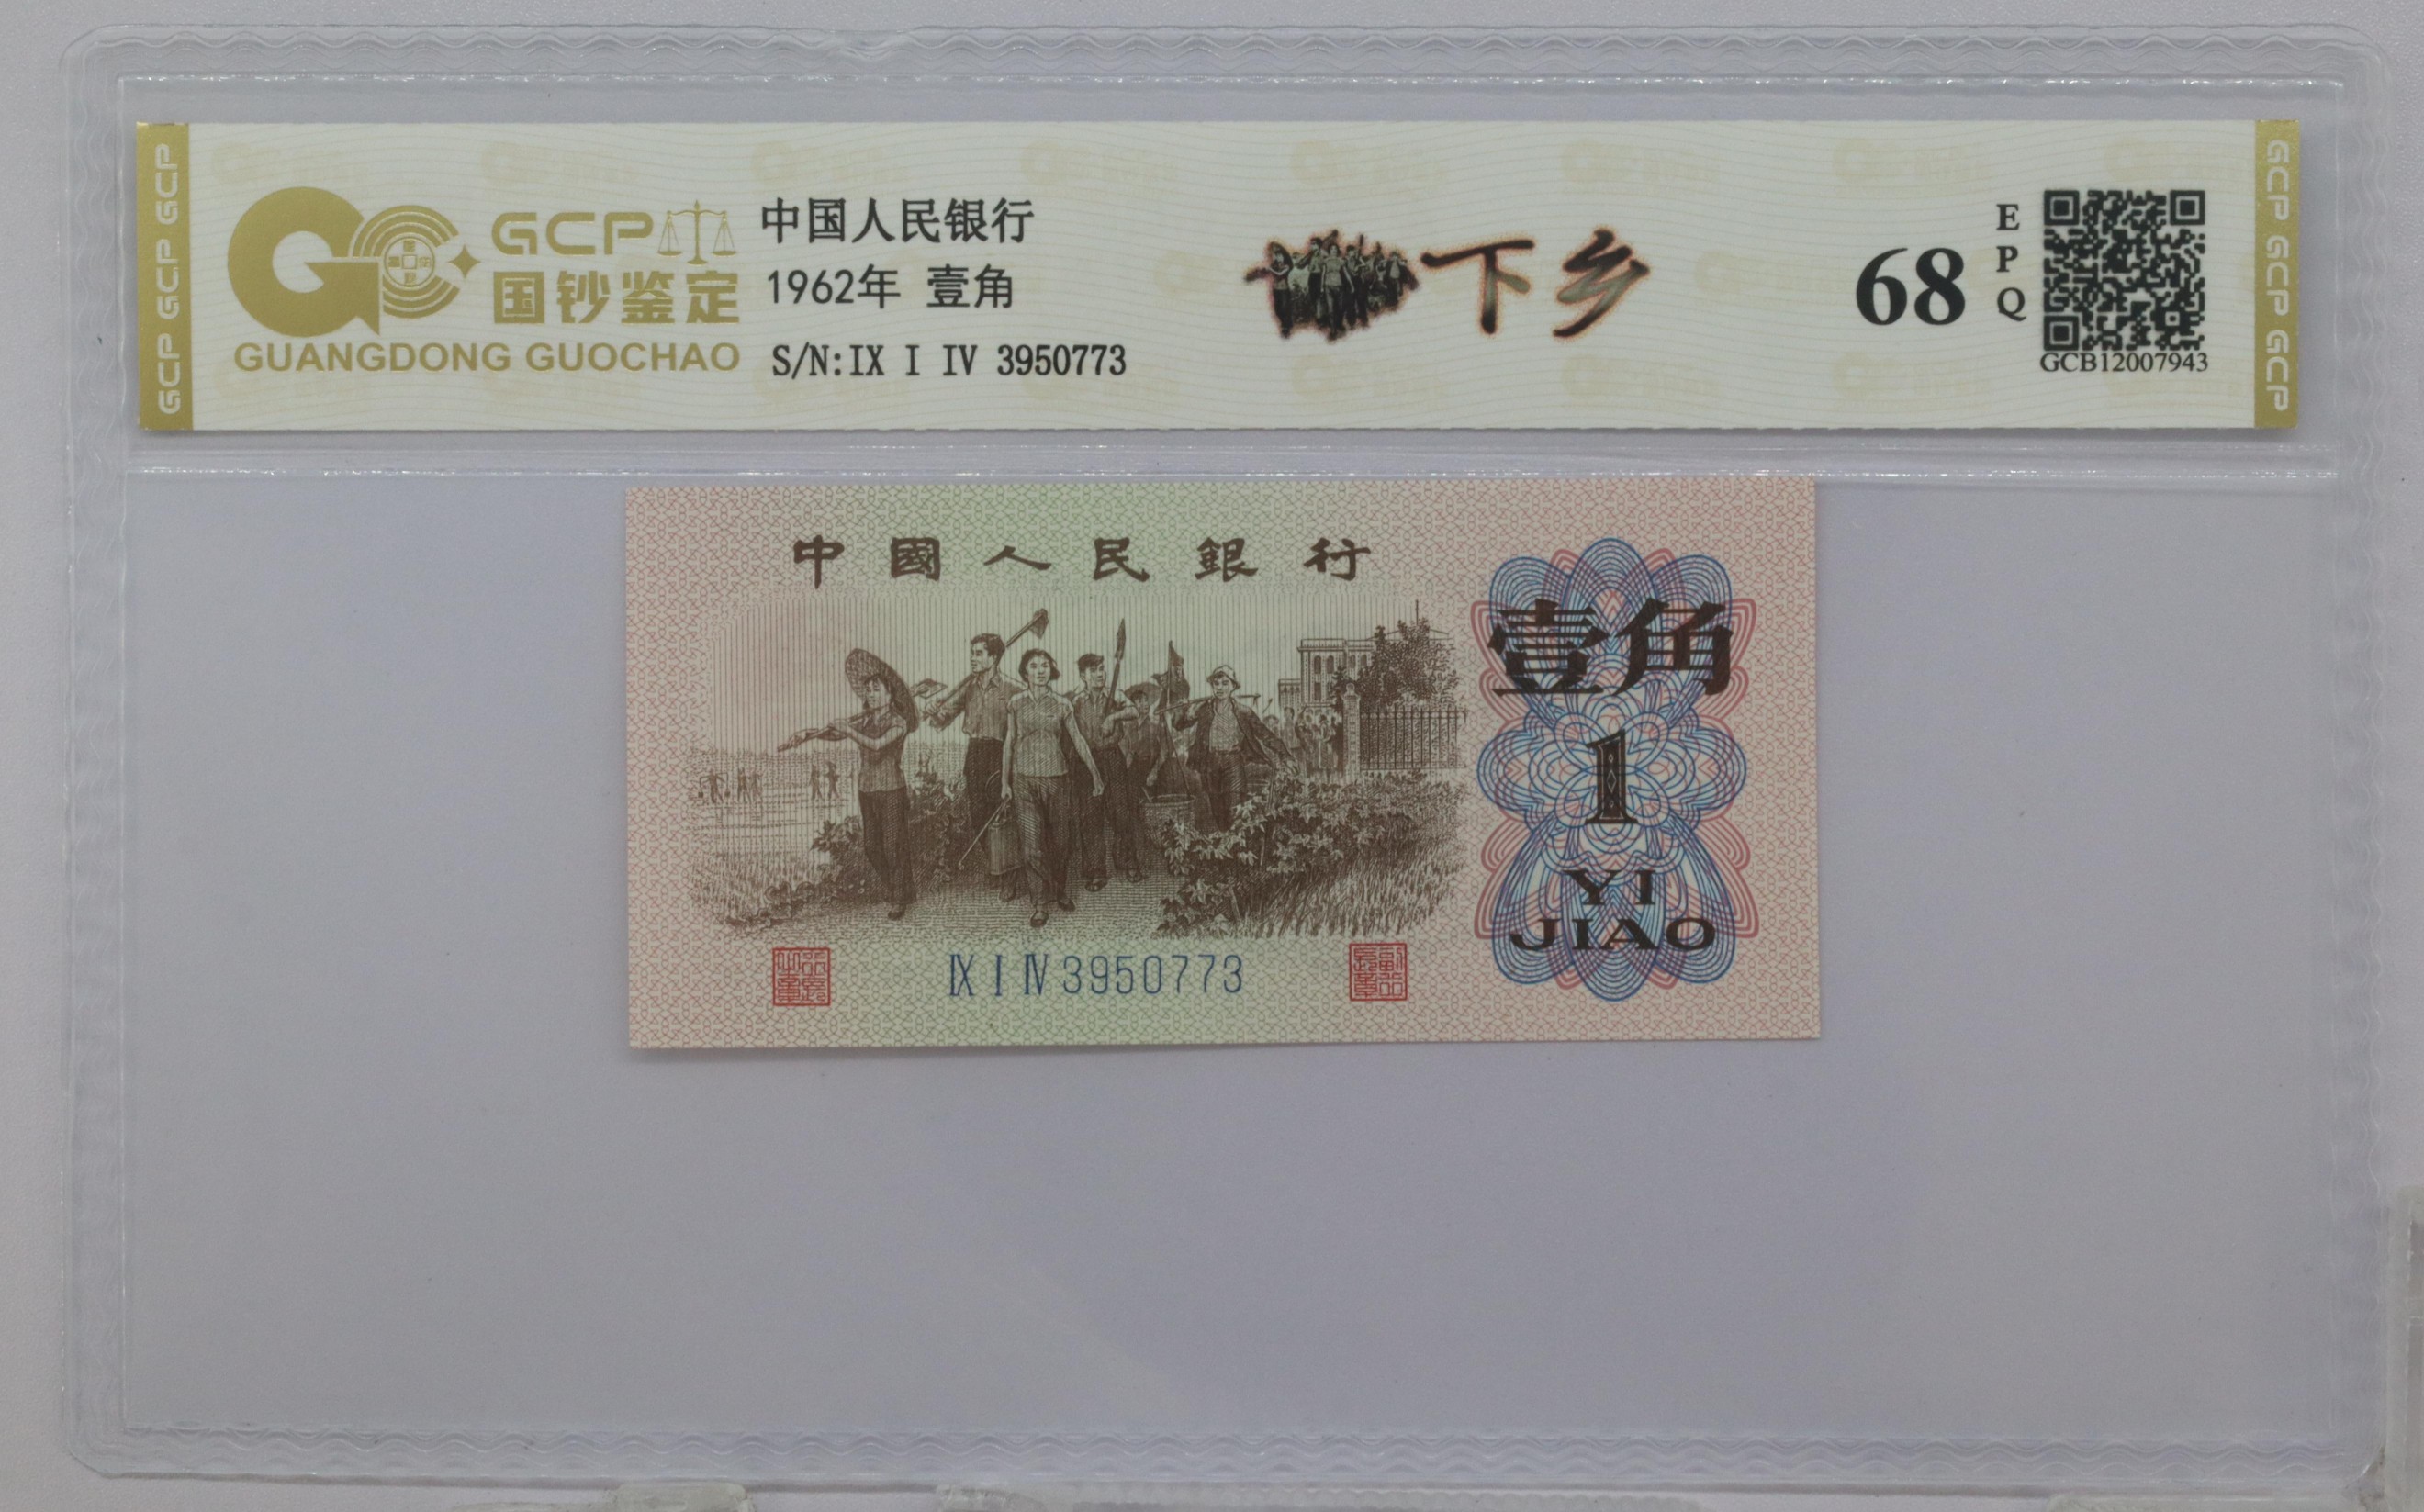 GCP GCP GCP
GCP
国钞鉴定
GUANGDONG GUOCHAO
中国人民银行
1962年 壹角
S/N:IX I IV 3950773
下乡
68
EPQ
GCB12007943
GCP GCP GCP
中國人民銀行
壹角
1
YI
JIAO
IX I IV 3950773